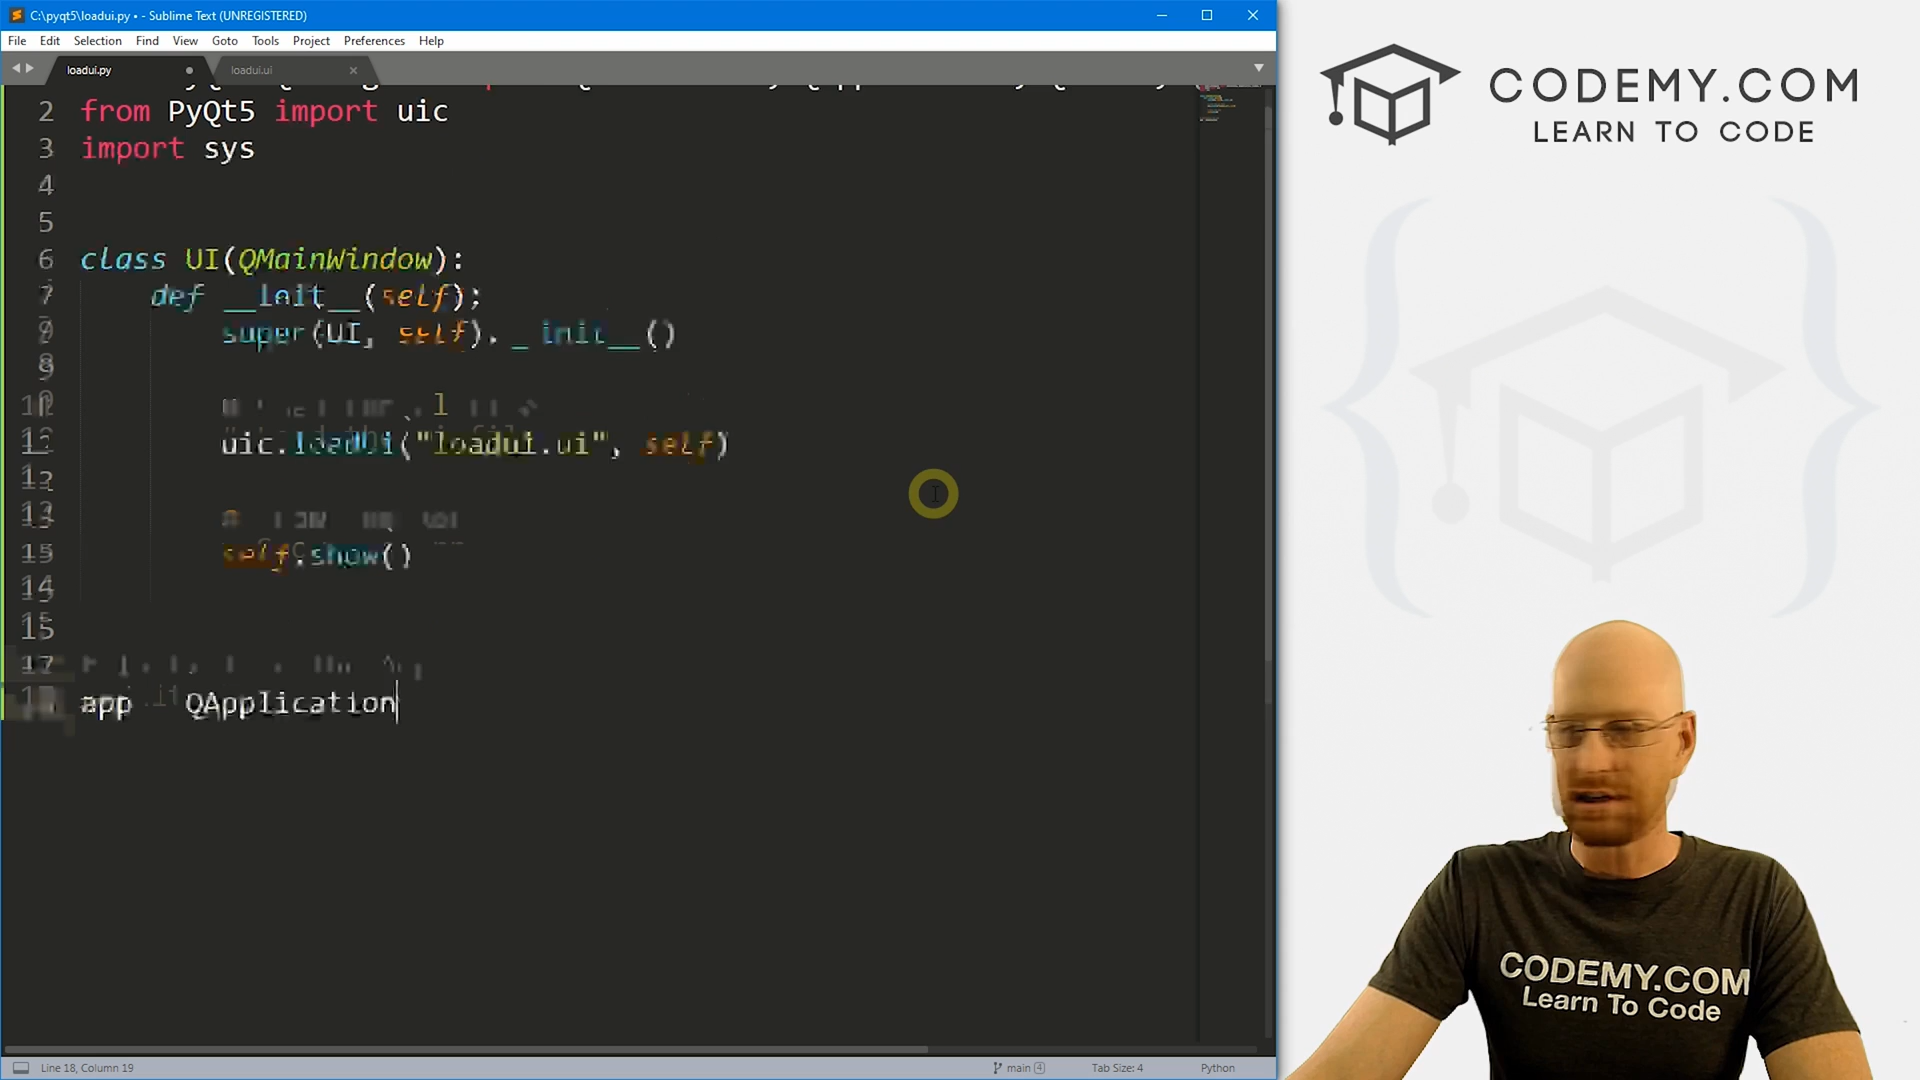 C:\pyqt5\loadui.py • - Sublime Text (UNREGISTERED)
File Edit Selection Find View Goto Tools Project Preferences Help
loadui.py loadui.ui
2 from PyQt5 import uic
3 import sys
4
5
6 class UI(QMainWindow):
7 def __init__(self):
super(UI, self).__init__()
uic.loadUi("loadui.ui", self)
self.show()
app QApplication
Line 18, Column 19 main 4 Tab Size: 4 Python
CODEMY.COM
LEARN TO CODE
CODEMY.COM
Learn To Code